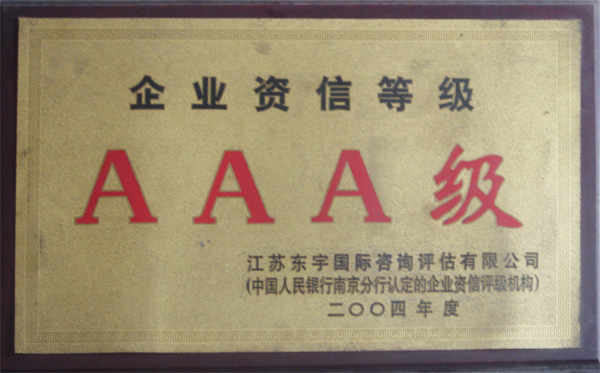 企业资信等级
AAA级
江苏东宇国际咨询评估有限公司
(中国人民银行南京分行认定的企业资信评级机构)
二〇〇四年度